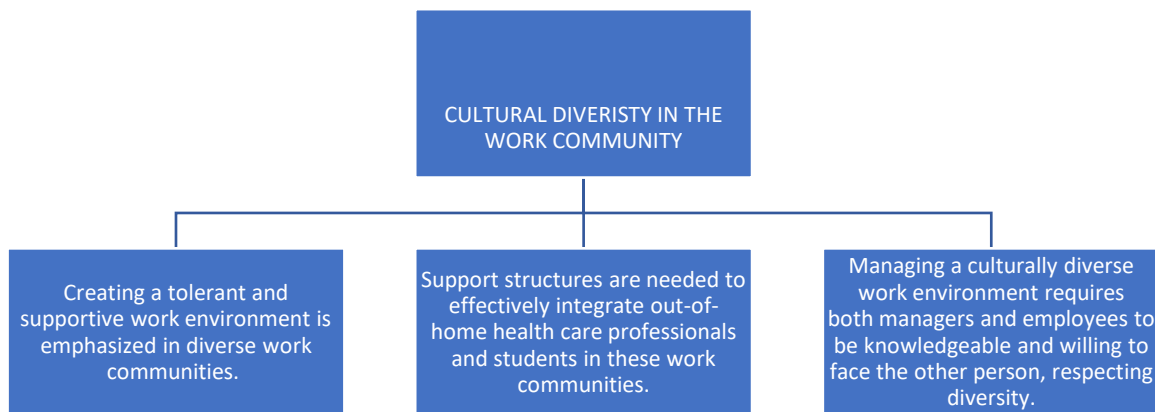 CULTURAL DIVERISTY IN THE
WORK COMMUNITY
Creating a tolerant and
supportive work environment is
emphasized in diverse work
communities.
Support structures are needed to
effectively integrate out-of-
home health care professionals
and students in these work
communities.
Managing a culturally diverse
work environment requires
both managers and employees to
be knowledgeable and willing to
face the other person, respecting
diversity.